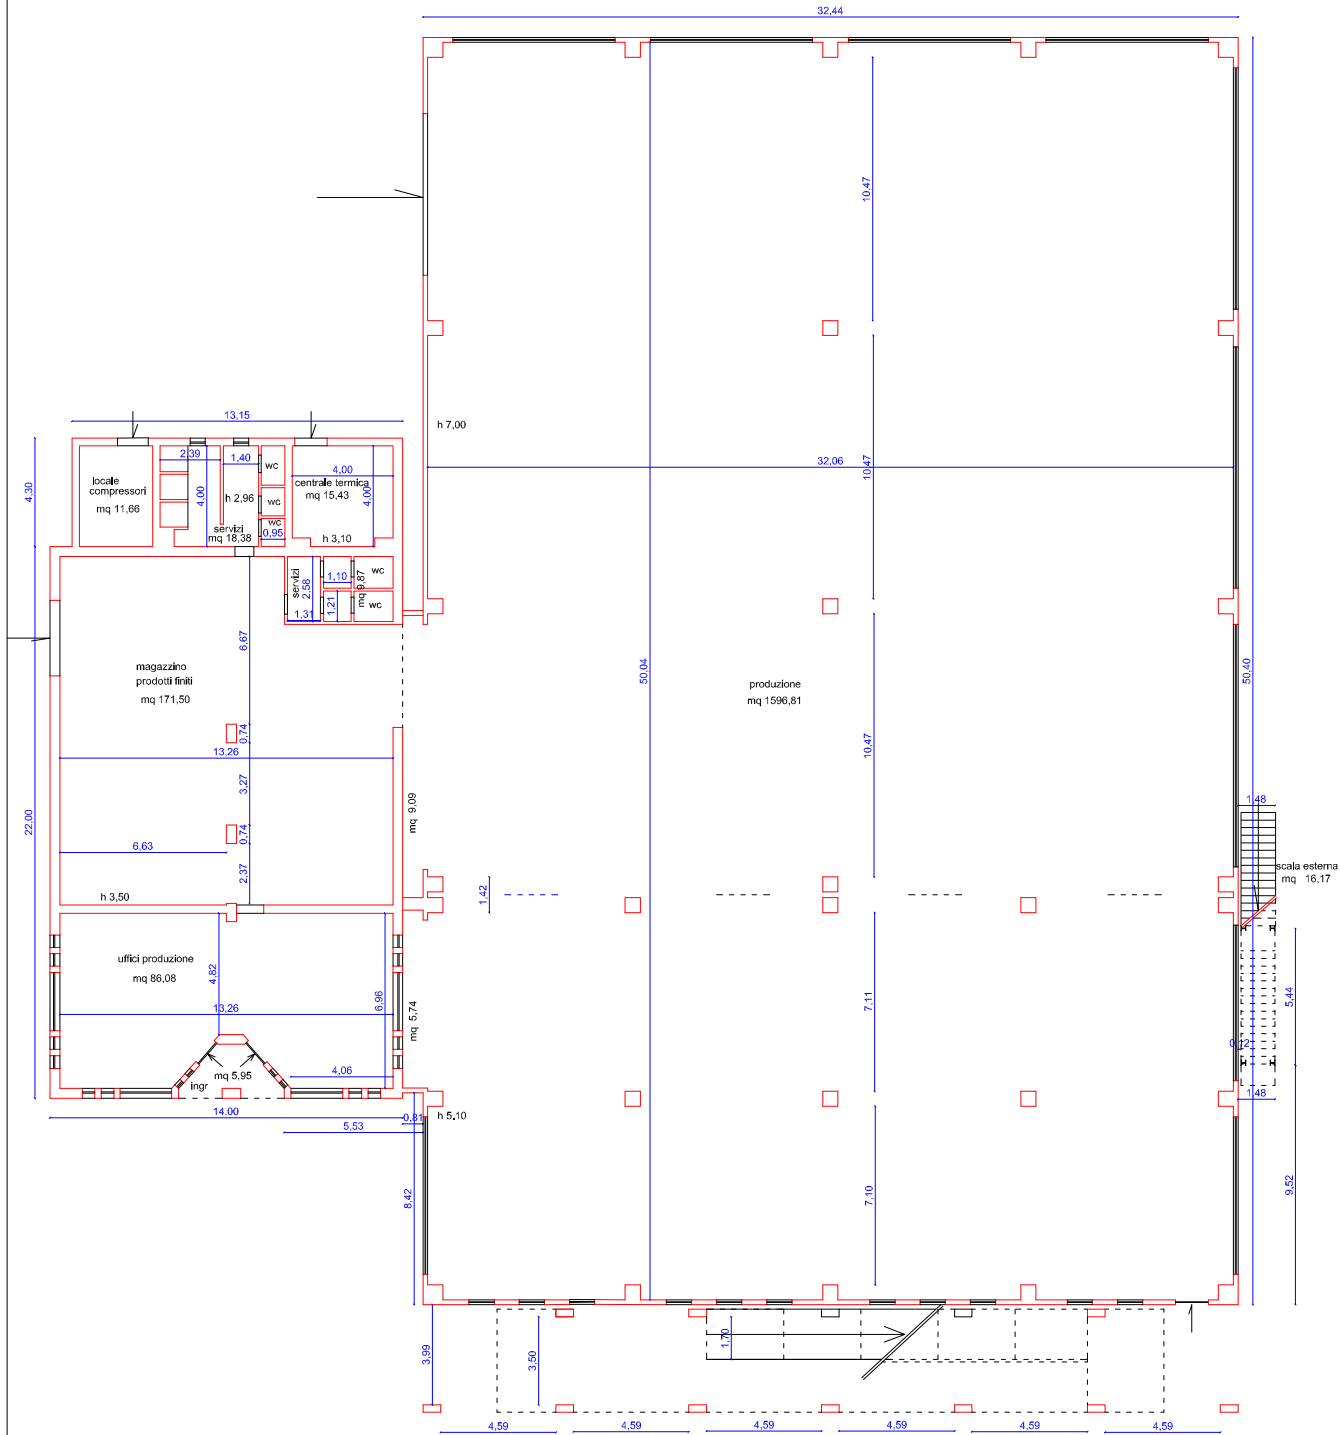 32,44
10,47
13,15
h 7,00
2,39
1,40
wc
4,00
32,06
10,47
4,30
locale
compressori
mq 11,66
4,00
h 2,96
wc
centrale termica
mq 15,43
4,00
servizi
mq 18,38
wc
0,95
h 3,10
servizi
2,58
1,10
mq 9,87
wc
1,31
1,21
wc
6,67
magazzino
prodotti finiti
mq 171,50
50,04
produzione
mq 1596,81
50,40
0,74
13,26
10,47
3,27
mq 9,09
22,00
0,74
6,63
2,37
1,48
scala esterna
mq 16,17
h 3,50
1,42
uffici produzione
mq 86,08
4,82
13,26
6,96
mq 5,74
7,11
5,44
0,12
mq 5,95
4,06
ingr
14,00
0,81
h 5,10
1,48
5,53
8,42
7,10
9,52
3,99
3,50
1,70
4,59
4,59
4,59
4,59
4,59
4,59